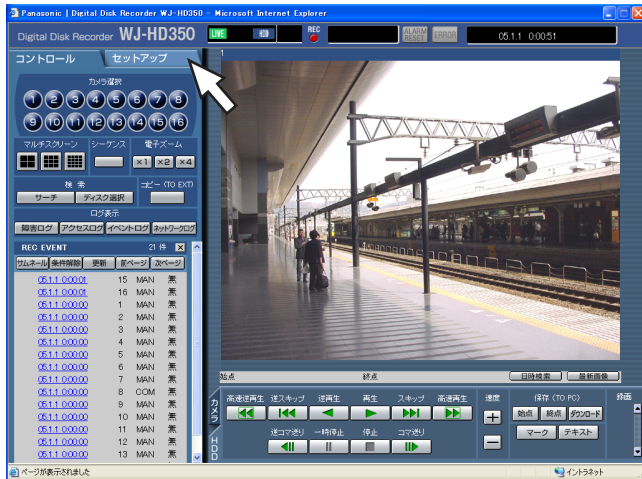 Panasonic | Digital Disk Recorder WJ-HD350 - Microsoft Internet Explorer
Digital Disk Recorder WJ-HD350
LIVE HDD REC ALARM RESET ERROR 05.1.1 0:00:51
コントロール セットアップ
1
カメラ選択
1 2 3 4 5 6 7 8
9 10 11 12 13 14 15 16
マルチスクリーン シーケンス 電子ズーム
×1 ×2 ×4
検 索 コピー (TO EXT)
サーチ ディスク選択
ログ表示
障害ログ アクセスログ イベントログ ネットワークログ
REC EVENT 21 件
サムネール 条件解除 更新 前ページ 次ページ
05.1.1 0:00:01 15 MAN 無
05.1.1 0:00:01 16 MAN 無
05.1.1 0:00:00 1 MAN 無
05.1.1 0:00:00 2 MAN 無
05.1.1 0:00:00 3 MAN 無
05.1.1 0:00:00 4 MAN 無
05.1.1 0:00:00 5 MAN 無
05.1.1 0:00:00 6 MAN 無
05.1.1 0:00:00 7 MAN 無
05.1.1 0:00:00 8 COM 無
05.1.1 0:00:00 9 MAN 無
05.1.1 0:00:00 10 MAN 無
05.1.1 0:00:00 11 MAN 無
05.1.1 0:00:00 12 MAN 無
05.1.1 0:00:00 13 MAN 無
始点 終点 日時検索 最新画像
カメラ
HDD
高速逆再生 逆スキップ 逆再生 再生 スキップ 高速再生 速度 保存 (TO PC) 録画
始点 終点 ダウンロード
逆コマ送り 一時停止 停止 コマ送り
マーク テキスト
ページが表示されました イントラネット